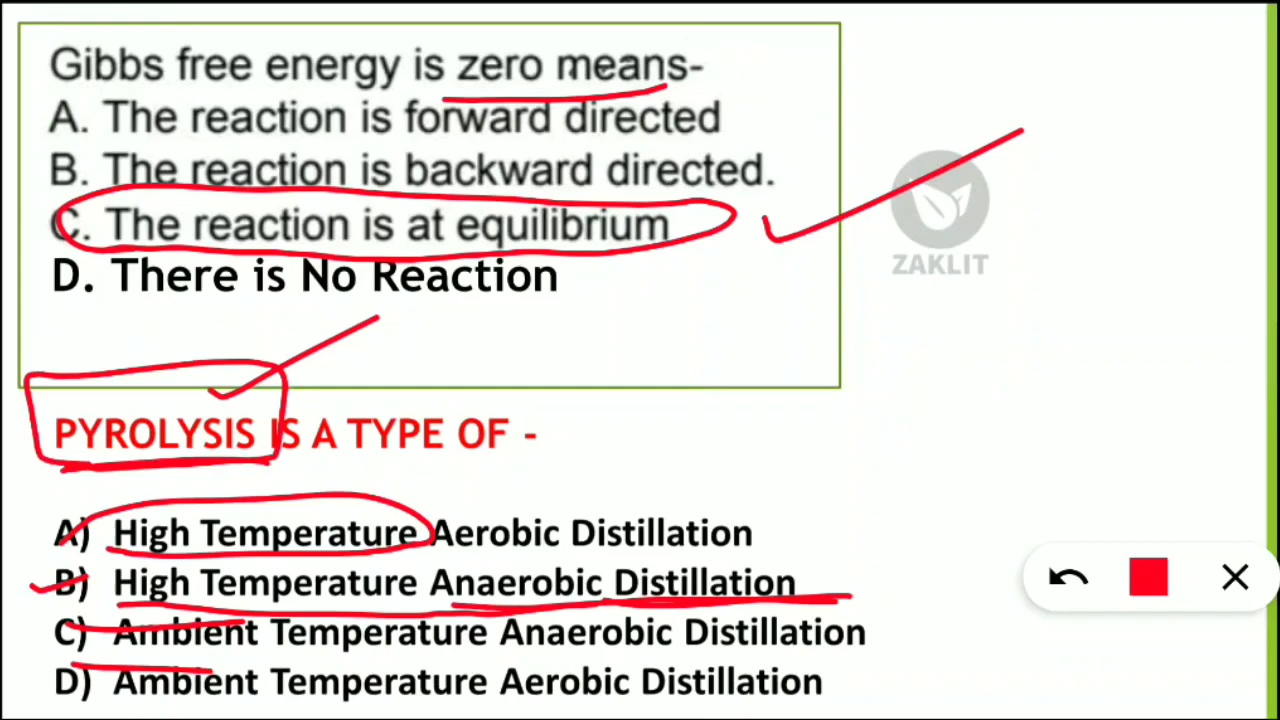 Gibbs free energy is zero means-
A. The reaction is forward directed
B. The reaction is backward directed.
C. The reaction is at equilibrium
D. There is No Reaction
ZAKLIT
PYROLYSIS IS A TYPE OF -
A) High Temperature Aerobic Distillation
B) High Temperature Anaerobic Distillation
C) Ambient Temperature Anaerobic Distillation
D) Ambient Temperature Aerobic Distillation